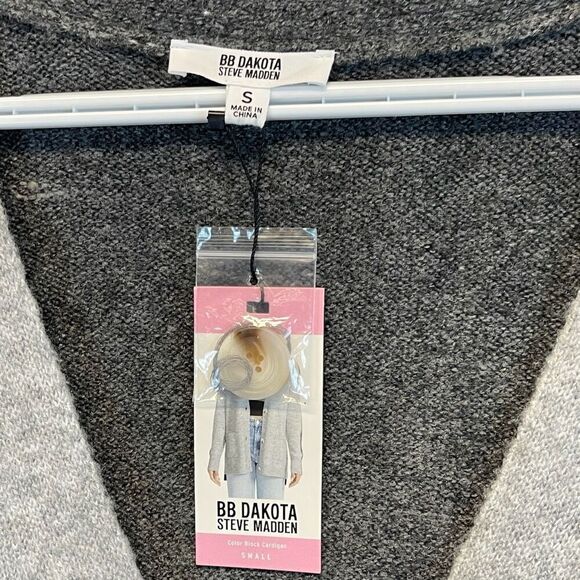 BB DAKOTA
STEVE MADDEN
S
MADE IN
CHINA
BB DAKOTA
STEVE MADDEN
Color Block Cardigan
SMALL